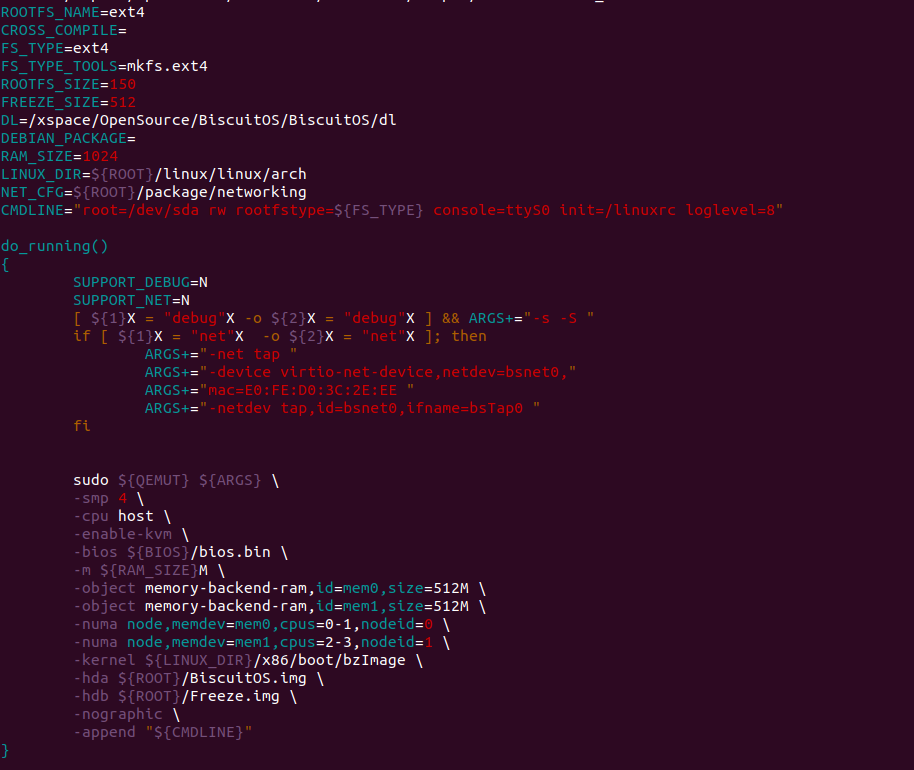 ROOTFS_NAME=ext4
CROSS_COMPILE=
FS_TYPE=ext4
FS_TYPE_TOOLS=mkfs.ext4
ROOTFS_SIZE=150
FREEZE_SIZE=512
DL=/xspace/OpenSource/BiscuitOS/BiscuitOS/dl
DEBIAN_PACKAGE=
RAM_SIZE=1024
LINUX_DIR=${ROOT}/linux/linux/arch
NET_CFG=${ROOT}/package/networking
CMDLINE="root=/dev/sda rw rootfstype=${FS_TYPE} console=ttyS0 init=/linuxrc loglevel=8"
do_running()
{
SUPPORT_DEBUG=N
SUPPORT_NET=N
[ ${1}X = "debug"X -o ${2}X = "debug"X ] && ARGS+="-s -S "
if [ ${1}X = "net"X  -o ${2}X = "net"X ]; then
ARGS+="-net tap "
ARGS+="-device virtio-net-device,netdev=bsnet0,"
ARGS+="mac=E0:FE:D0:3C:2E:EE "
ARGS+="-netdev tap,id=bsnet0,ifname=bsTap0 "
fi
sudo ${QEMUT} ${ARGS} \
-smp 4 \
-cpu host \
-enable-kvm \
-bios ${BIOS}/bios.bin \
-m ${RAM_SIZE}M \
-object memory-backend-ram,id=mem0,size=512M \
-object memory-backend-ram,id=mem1,size=512M \
-numa node,memdev=mem0,cpus=0-1,nodeid=0 \
-numa node,memdev=mem1,cpus=2-3,nodeid=1 \
-kernel ${LINUX_DIR}/x86/boot/bzImage \
-hda ${ROOT}/BiscuitOS.img \
-hdb ${ROOT}/Freeze.img \
-nographic \
-append "${CMDLINE}"
}